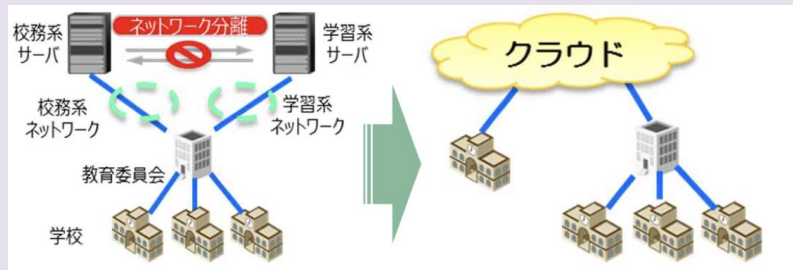 校務系
サーバ
ネットワーク分離
学習系
サーバ
校務系
ネットワーク
学習系
ネットワーク
教育委員会
学校
クラウド